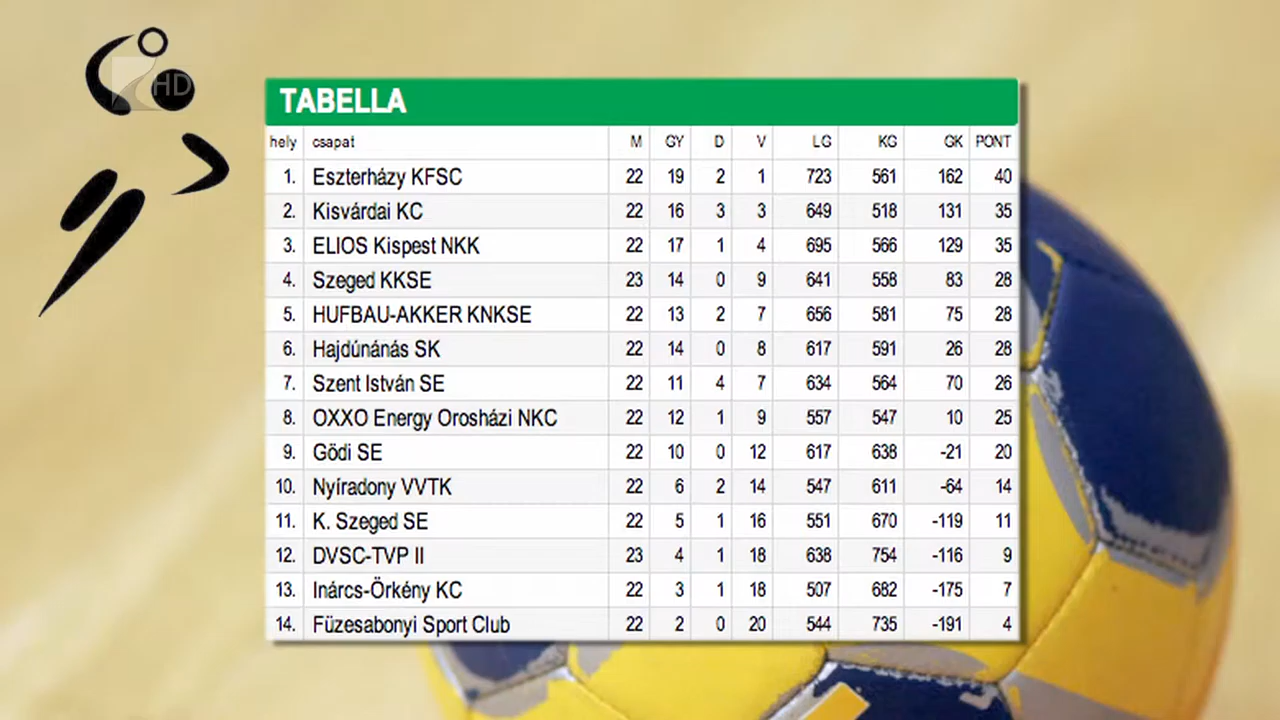 HD
TABELLA
hely csapat M GY D V LG KG GK PONT
1. Eszterházy KFSC 22 19 2 1 723 561 162 40
2. Kisvárdai KC 22 16 3 3 649 518 131 35
3. ELIOS Kispest NKK 22 17 1 4 695 566 129 35
4. Szeged KKSE 23 14 0 9 641 558 83 28
5. HUFBAU-AKKER KNKSE 22 13 2 7 656 581 75 28
6. Hajdúnánás SK 22 14 0 8 617 591 26 28
7. Szent István SE 22 11 4 7 634 564 70 26
8. OXXO Energy Orosházi NKC 22 12 1 9 557 547 10 25
9. Gödi SE 22 10 0 12 617 638 -21 20
10. Nyíradony VVTK 22 6 2 14 547 611 -64 14
11. K. Szeged SE 22 5 1 16 551 670 -119 11
12. DVSC-TVP II 23 4 1 18 638 754 -116 9
13. Inárcs-Örkény KC 22 3 1 18 507 682 -175 7
14. Füzesabonyi Sport Club 22 2 0 20 544 735 -191 4